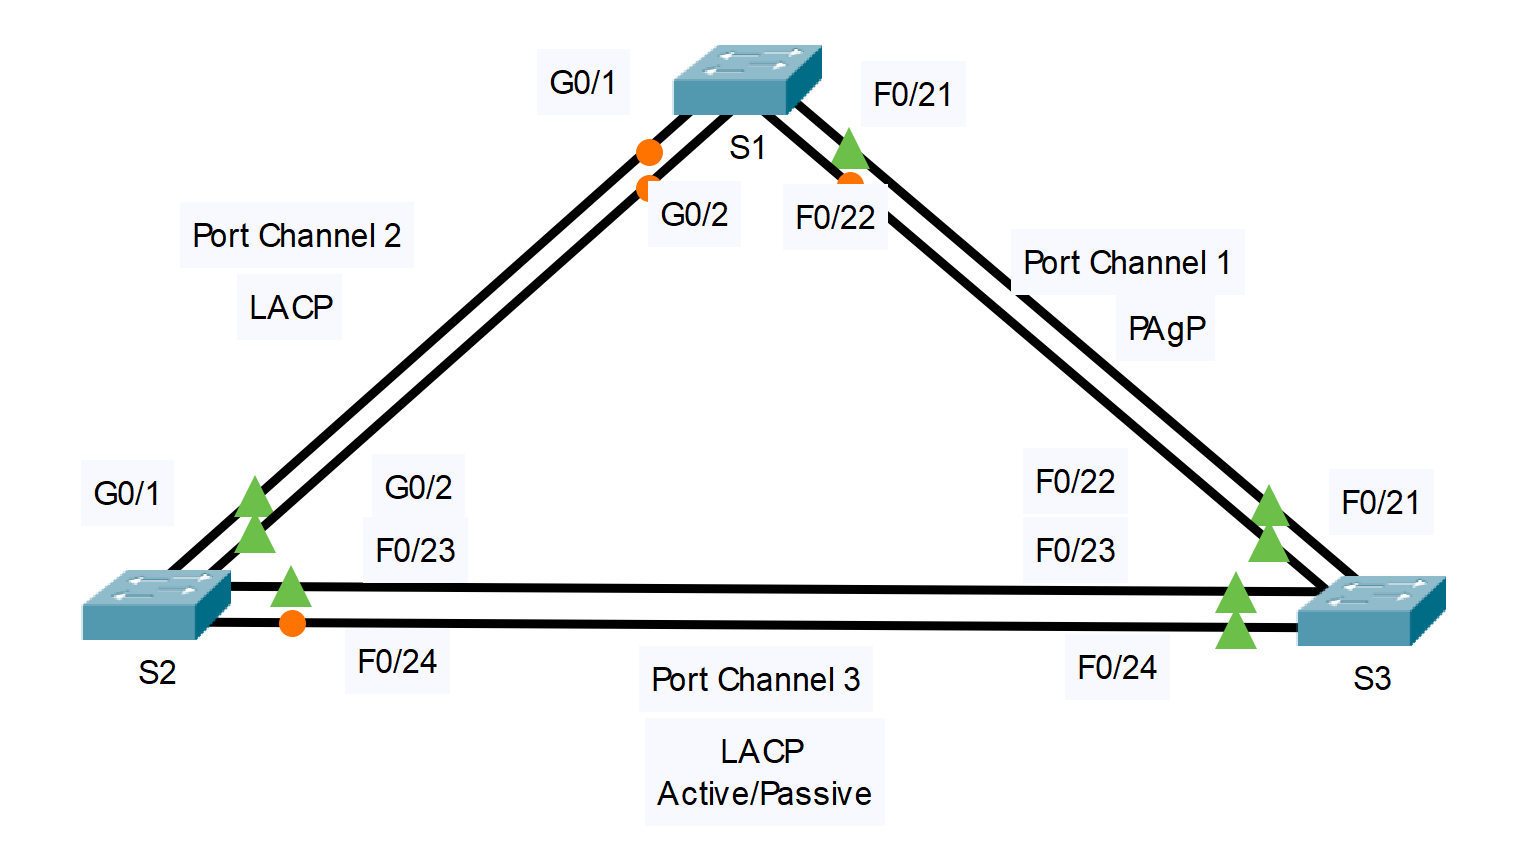 G0/1
F0/21
S1
G0/2
F0/22
Port Channel 2
Port Channel 1
LACP
PAgP
G0/1
G0/2
F0/22
F0/21
F0/23
F0/23
F0/24
F0/24
S2
Port Channel 3
S3
LACP
Active/Passive